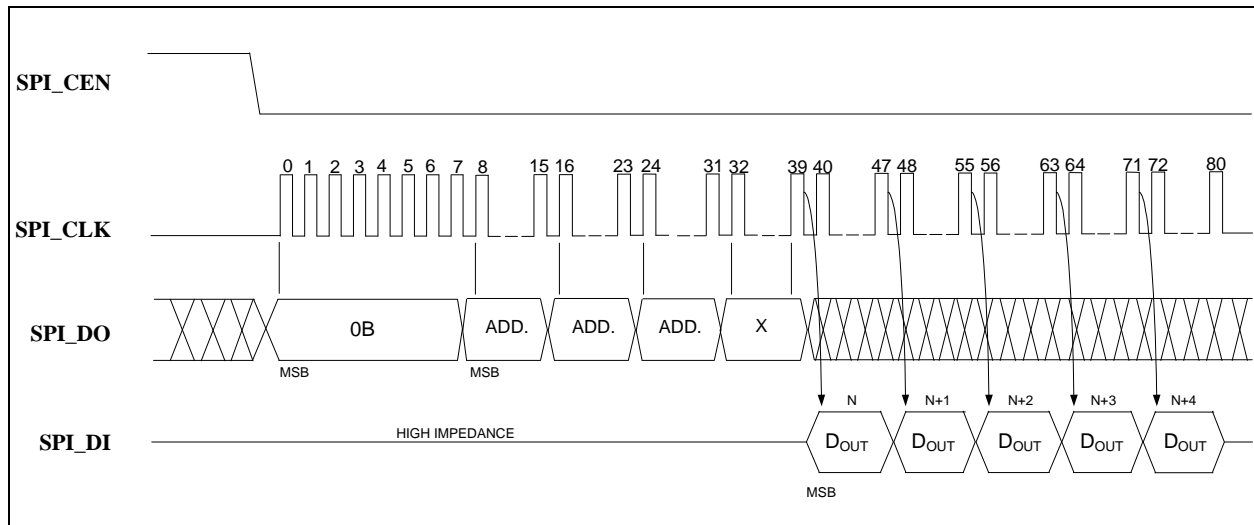 SPI_CEN
0 1 2 3 4 5 6 7 8 15 16 23 24 31 32 39 40 47 48 55 56 63 64 71 72 80
SPI_CLK
SPI_DO
0B ADD. ADD. ADD. X
MSB MSB
N N+1 N+2 N+3 N+4
HIGH IMPEDANCE
SPI_DI
DOUT DOUT DOUT DOUT DOUT
MSB